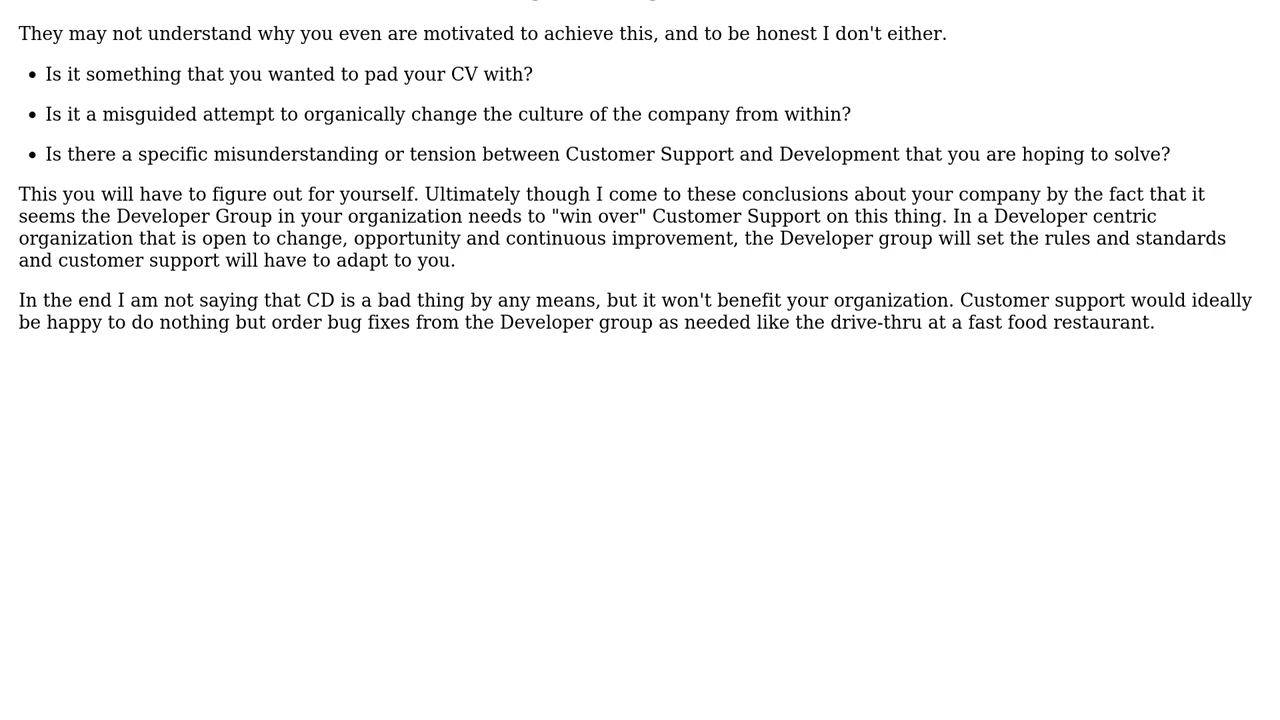 They may not understand why you even are motivated to achieve this, and to be honest I don't either.
• Is it something that you wanted to pad your CV with?
• Is it a misguided attempt to organically change the culture of the company from within?
• Is there a specific misunderstanding or tension between Customer Support and Development that you are hoping to solve?
This you will have to figure out for yourself. Ultimately though I come to these conclusions about your company by the fact that it
seems the Developer Group in your organization needs to "win over" Customer Support on this thing. In a Developer centric
organization that is open to change, opportunity and continuous improvement, the Developer group will set the rules and standards
and customer support will have to adapt to you.
In the end I am not saying that CD is a bad thing by any means, but it won't benefit your organization. Customer support would ideally
be happy to do nothing but order bug fixes from the Developer group as needed like the drive-thru at a fast food restaurant.